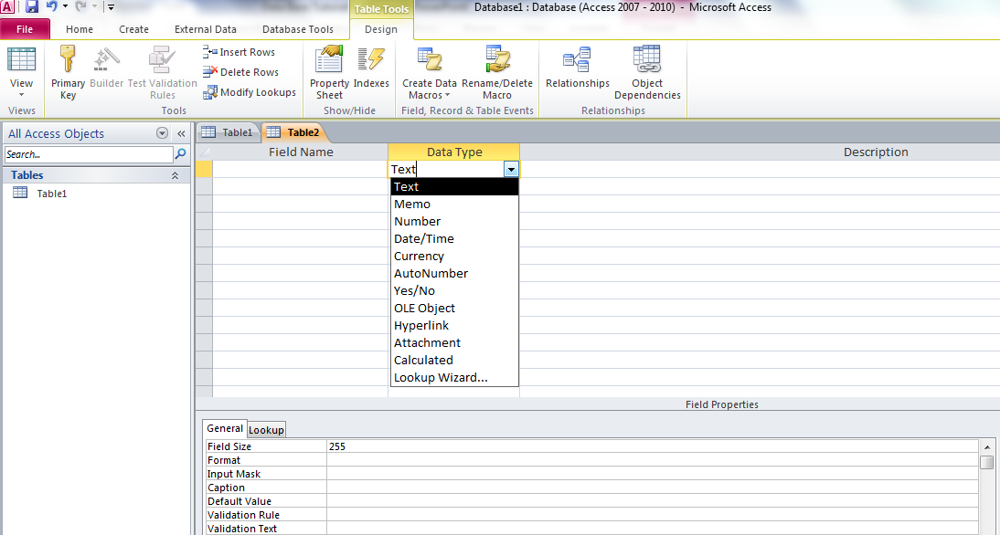 A
Table Tools
Database1 : Database (Access 2007 - 2010) - Microsoft Access
File
Home
Create
External Data
Database Tools
Design
View
Primary
Key
Builder
Test Validation
Rules
Insert Rows
Delete Rows
Modify Lookups
Property
Sheet
Indexes
Create Data
Macros
Rename/Delete
Macro
Relationships
Object
Dependencies
Views
Tools
Show/Hide
Field, Record & Table Events
Relationships
All Access Objects
Search...
Tables
Table1
Table1
Table2
Field Name
Data Type
Description
Text
Text
Memo
Number
Date/Time
Currency
AutoNumber
Yes/No
OLE Object
Hyperlink
Attachment
Calculated
Lookup Wizard...
Field Properties
General
Lookup
Field Size 255
Format
Input Mask
Caption
Default Value
Validation Rule
Validation Text